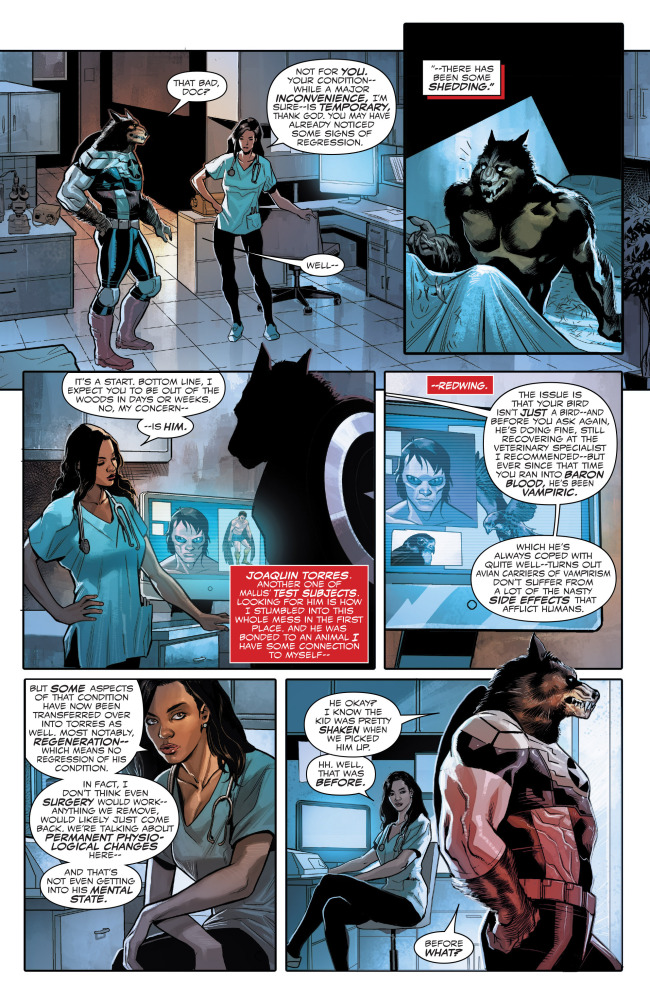 THAT BAD,
DOC?
NOT FOR YOU.
YOUR CONDITION--
WHILE A MAJOR
INCONVENIENCE, I'M
SURE--IS TEMPORARY,
THANK GOD. YOU MAY HAVE
ALREADY NOTICED
SOME SIGNS OF
REGRESSION.
WELL--
"--THERE HAS
BEEN SOME
SHEDDING."
IT'S A START. BOTTOM LINE, I
EXPECT YOU TO BE OUT OF THE
WOODS IN DAYS OR WEEKS.
NO, MY CONCERN--
--IS HIM.
JOAQUIN TORRES.
ANOTHER ONE OF
MALUS' TEST SUBJECTS.
LOOKING FOR HIM IS HOW
I STUMBLED INTO THIS
WHOLE MESS IN THE FIRST
PLACE, AND HE WAS
BONDED TO AN ANIMAL I
HAVE SOME CONNECTION
TO MYSELF--
--REDWING.
THE ISSUE IS
THAT YOUR BIRD
ISN'T JUST A BIRD--AND
BEFORE YOU ASK AGAIN,
HE'S DOING FINE, STILL
RECOVERING AT THE
VETERINARY SPECIALIST
I RECOMMENDED--BUT
EVER SINCE THAT TIME
YOU RAN INTO BARON
BLOOD, HE'S BEEN
VAMPIRIC.
WHICH HE'S
ALWAYS COPED WITH
QUITE WELL--TURNS OUT
AVIAN CARRIERS OF VAMPIRISM
DON'T SUFFER FROM
A LOT OF THE NASTY
SIDE EFFECTS THAT
AFFLICT HUMANS.
BUT SOME ASPECTS
OF THAT CONDITION
HAVE NOW BEEN
TRANSFERRED OVER
INTO TORRES AS
WELL. MOST NOTABLY,
REGENERATION--
WHICH MEANS NO
REGRESSION OF HIS
CONDITION.
IN FACT, I
DON'T THINK EVEN
SURGERY WOULD WORK--
ANYTHING WE REMOVE,
WOULD LIKELY JUST COME
BACK. WE'RE TALKING ABOUT
PERMANENT PHYSIO-
LOGICAL CHANGES
HERE--
AND THAT'S
NOT EVEN GETTING
INTO HIS MENTAL
STATE.
HE OKAY?
I KNOW THE
KID WAS PRETTY
SHAKEN WHEN
WE PICKED
HIM UP.
HH. WELL,
THAT WAS
BEFORE.
BEFORE
WHAT?